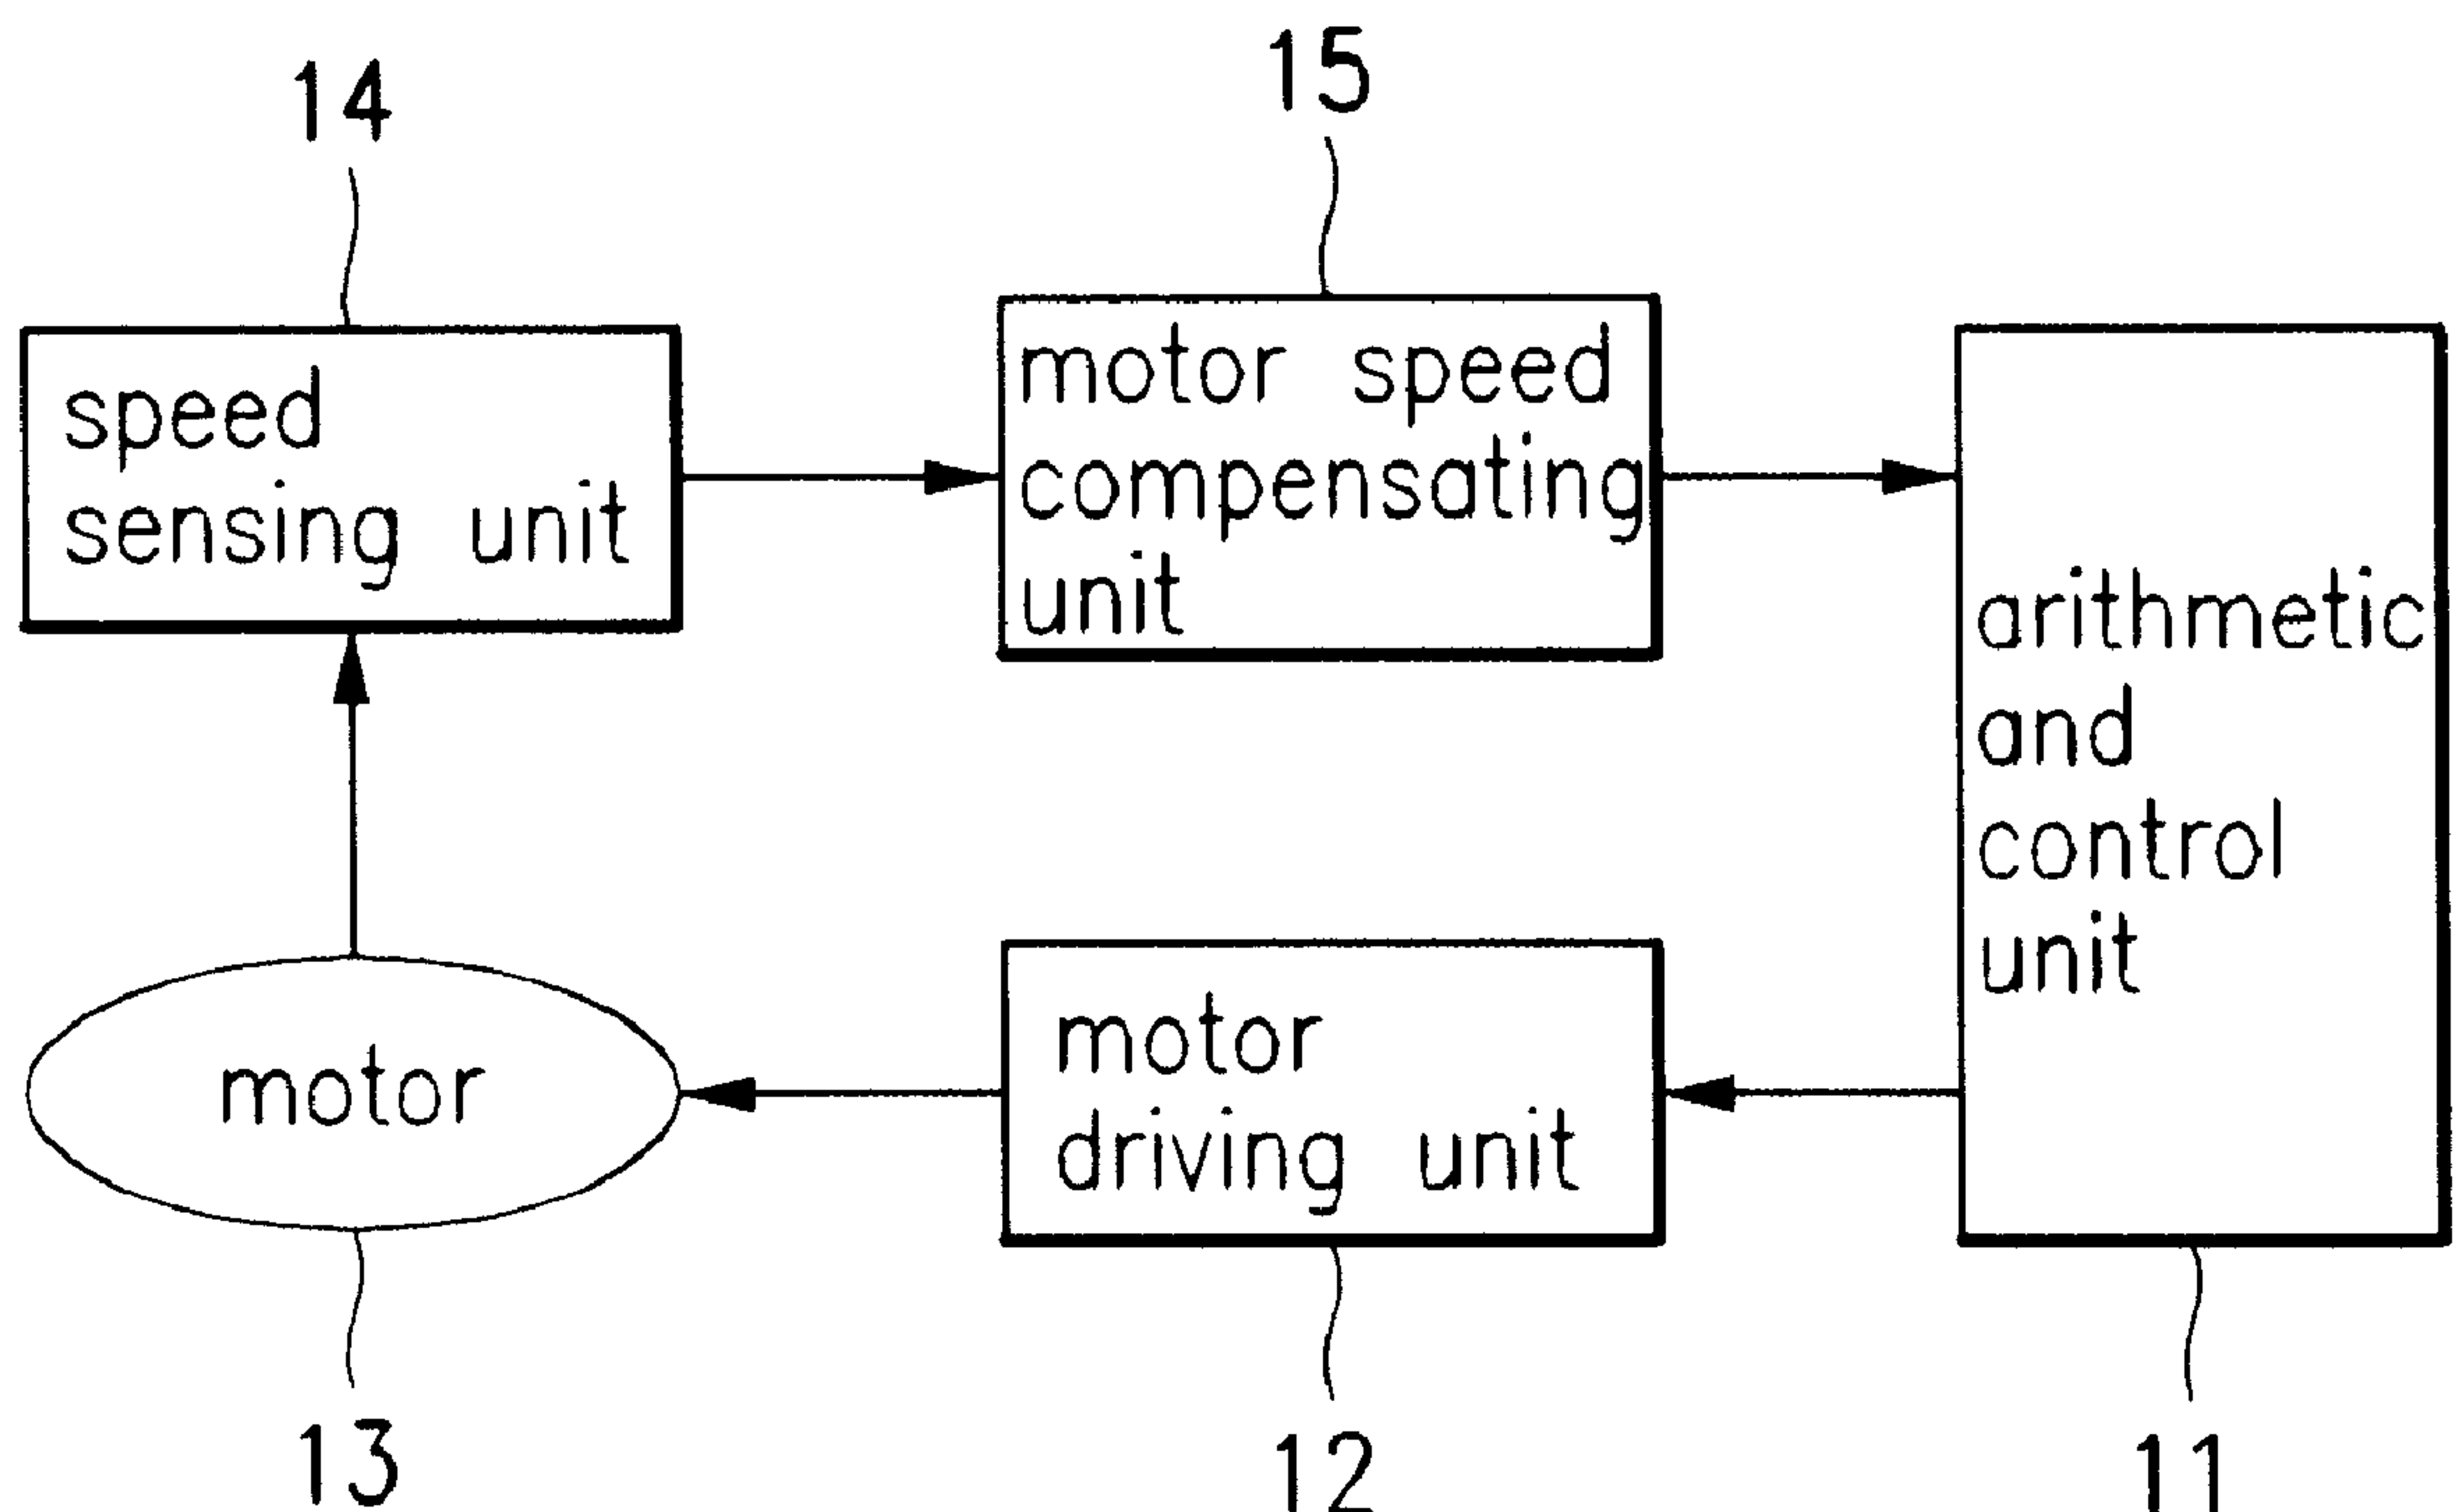 14
15
speed
sensing unit
motor speed
compensating
unit
arithmetic
and
control
unit
motor
motor
driving unit
13
12
11